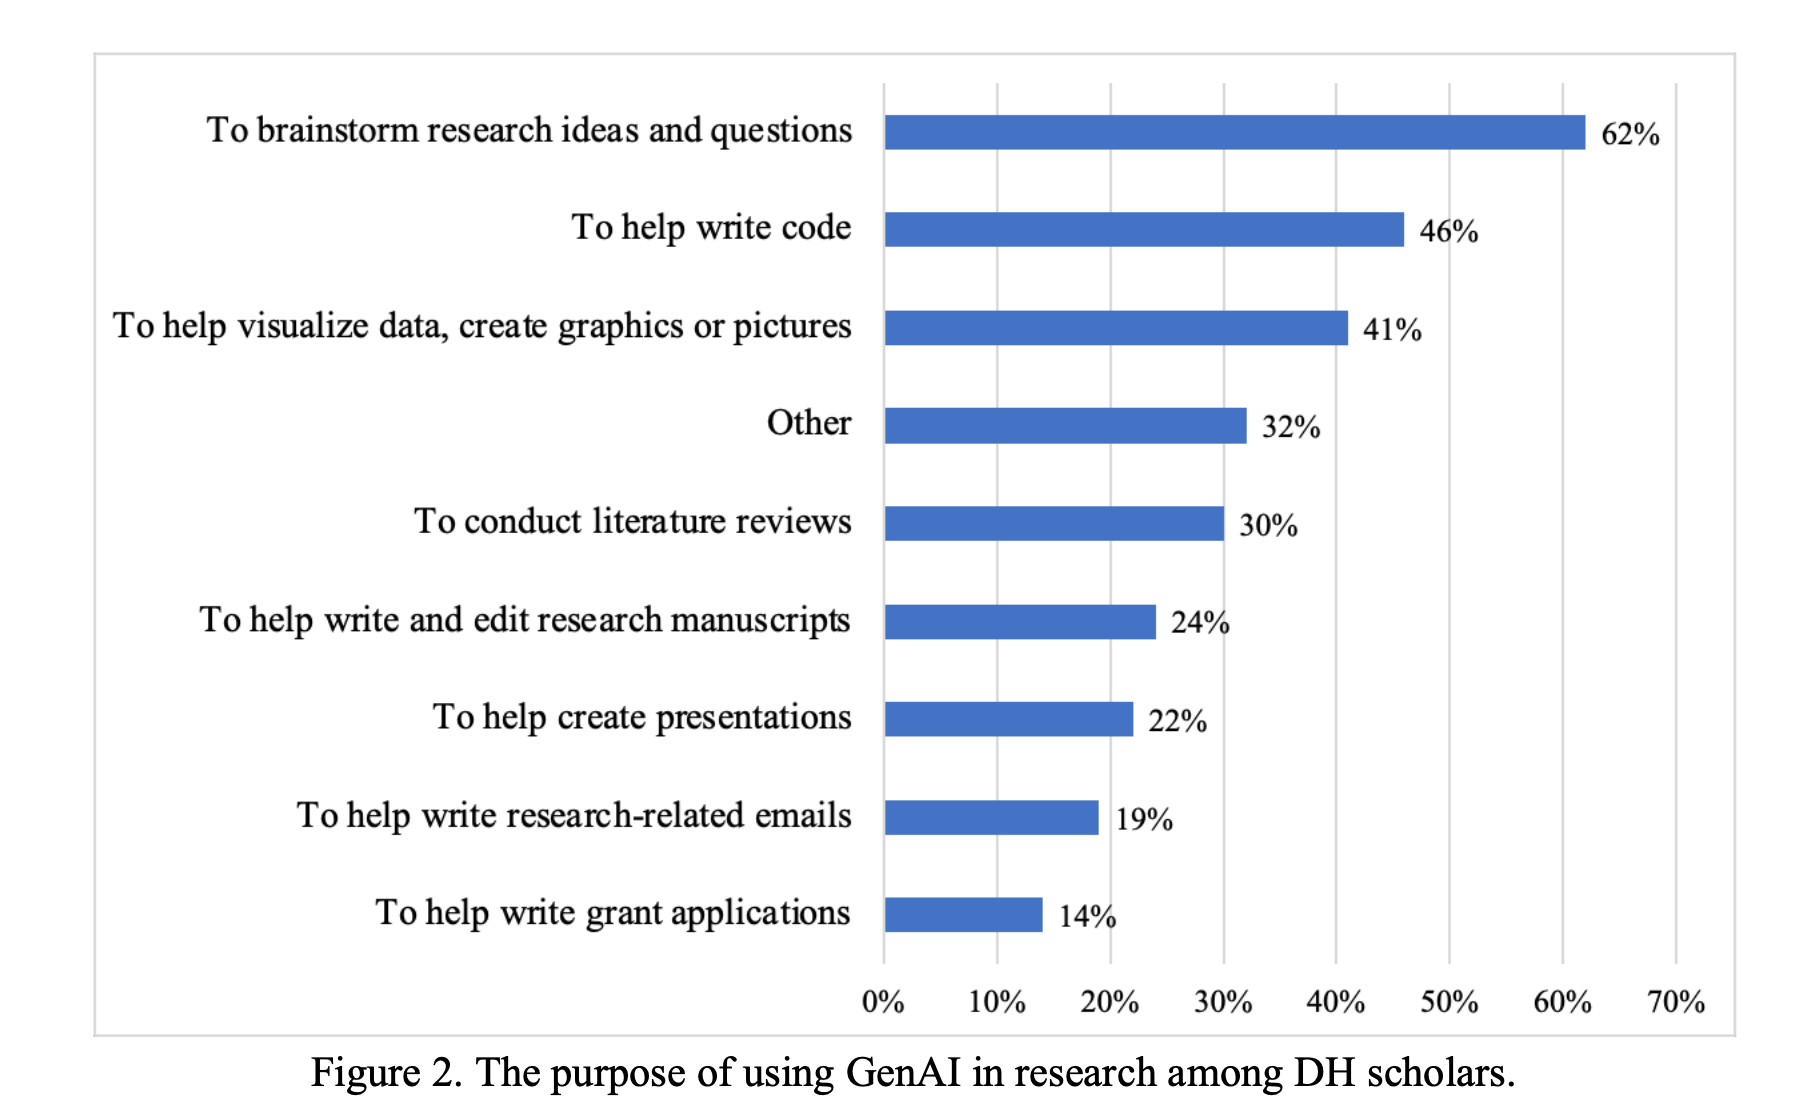 To brainstorm research ideas and questions 62%
To help write code 46%
To help visualize data, create graphics or pictures 41%
Other 32%
To conduct literature reviews 30%
To help write and edit research manuscripts 24%
To help create presentations 22%
To help write research-related emails 19%
To help write grant applications 14%
0% 10% 20% 30% 40% 50% 60% 70%
Figure 2. The purpose of using GenAI in research among DH scholars.